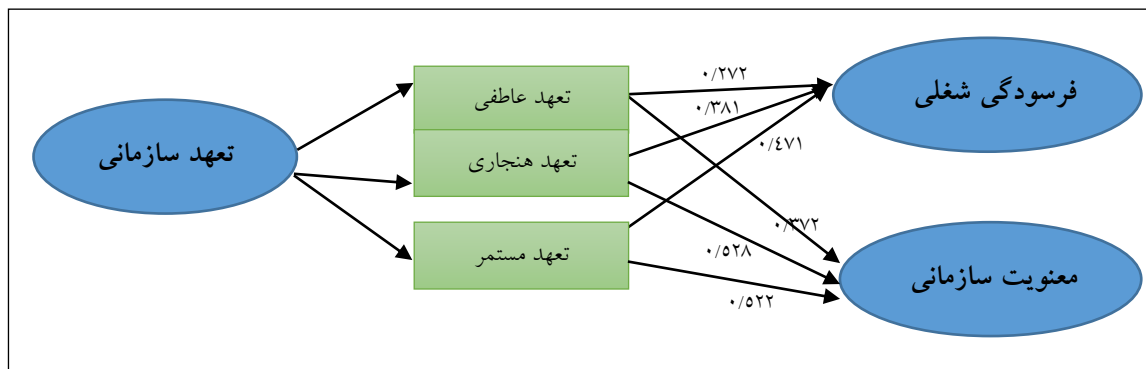 تعهد سازمانی
تعهد عاطفی
تعهد هنجاری
تعهد مستمر
۰/۲۷۲
۰/۳۸۱
۰/٤۷۱
۰/۳۷۲
۰/۵۲۸
۰/۵۲۲
فرسودگی شغلی
معنویت سازمانی